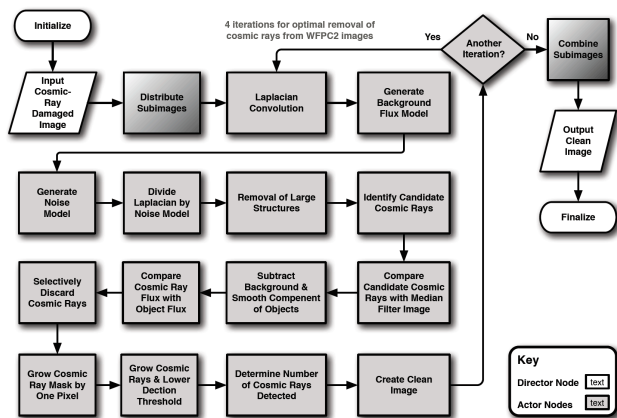 Initialize
4 iterations for optimal removal of
cosmic rays from WFPC2 images
Yes
Another
Iteration?
No
Combine
Subimages
Input
Cosmic-
Ray
Damaged
Image
Distribute
Subimages
Laplacian
Convolution
Generate
Background
Flux Model
Output
Clean
Image
Finalize
Generate
Noise
Model
Divide
Laplacian by
Noise Model
Removal of Large
Structures
Identify Candidate
Cosmic Rays
Selectively
Discard
Cosmic Rays
Compare
Cosmic Ray
Flux with
Object Flux
Subtract
Background &
Smooth Compenent
of Objects
Compare
Candidate Cosmic
Rays with Median
Filter Image
Grow Cosmic
Ray Mask by
One Pixel
Grow Cosmic
Rays & Lower
Dection
Threshold
Determine Number
of Cosmic Rays
Detected
Create Clean
Image
Key
Director Node text
Actor Nodes text